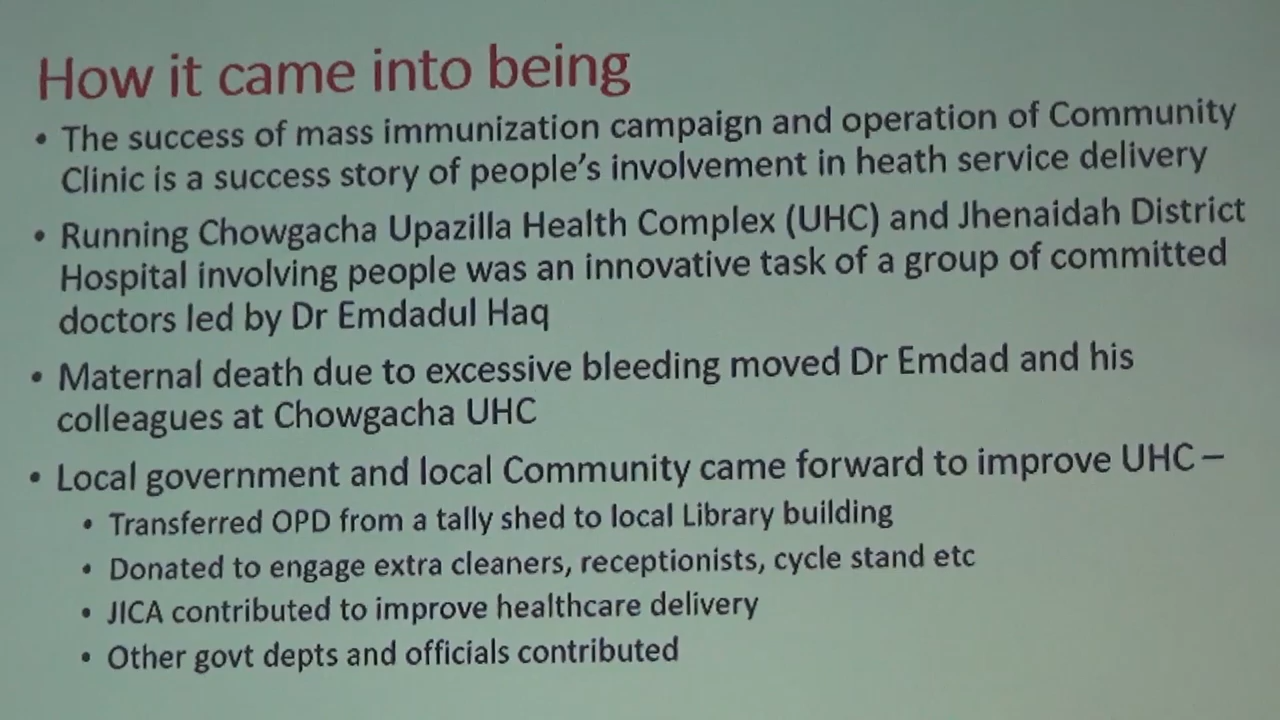 How it came into being
• The success of mass immunization campaign and operation of Community
Clinic is a success story of people’s involvement in heath service delivery
• Running Chowgacha Upazilla Health Complex (UHC) and Jhenaidah District
Hospital involving people was an innovative task of a group of committed
doctors led by Dr Emdadul Haq
• Maternal death due to excessive bleeding moved Dr Emdad and his
colleagues at Chowgacha UHC
• Local government and local Community came forward to improve UHC –
• Transferred OPD from a tally shed to local Library building
• Donated to engage extra cleaners, receptionists, cycle stand etc
• JICA contributed to improve healthcare delivery
• Other govt depts and officials contributed